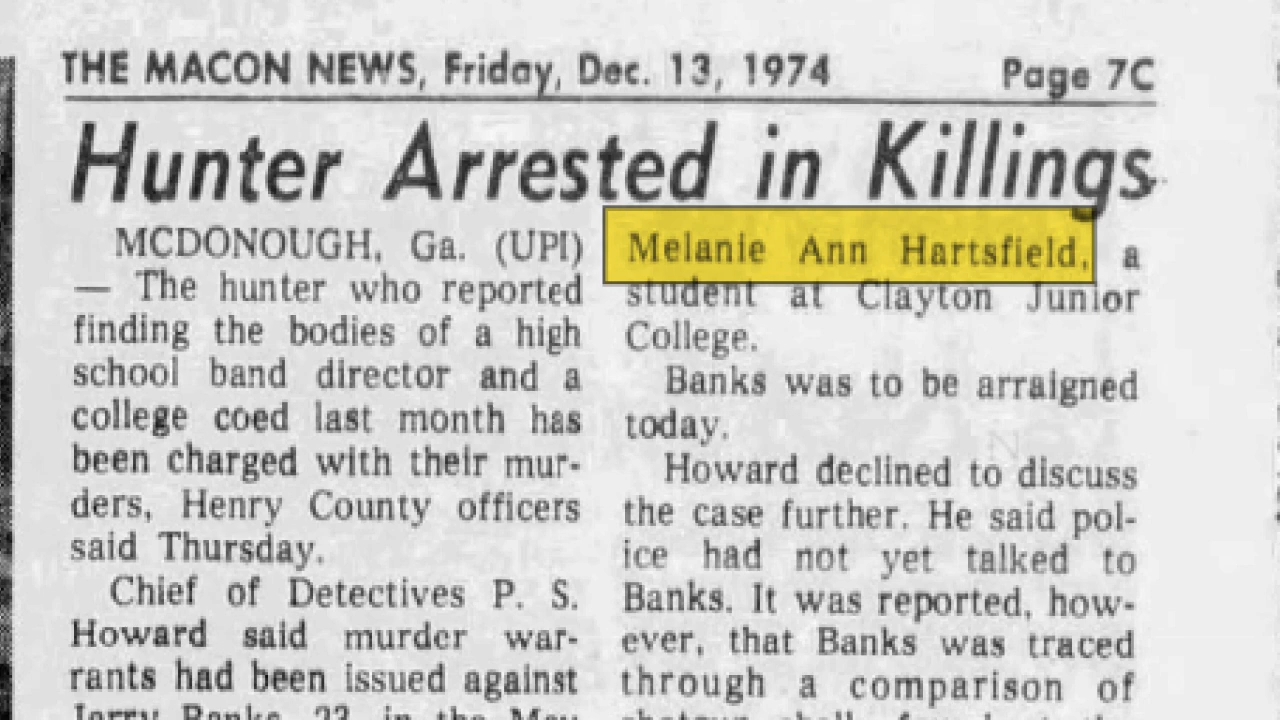 THE MACON NEWS, Friday, Dec. 13, 1974 Page 7C
Hunter Arrested in Killings
MCDONOUGH, Ga. (UPI)
— The hunter who reported
finding the bodies of a high
school band director and a
college coed last month has
been charged with their mur-
ders, Henry County officers
said Thursday.
Chief of Detectives P. S.
Howard said murder war-
rants had been issued against
Jerry Banks, 23, in the
Melanie Ann Hartsfield, a
student at Clayton Junior
College.
Banks was to be arraigned
today.
Howard declined to discuss
the case further. He said pol-
ice had not yet talked to
Banks. It was reported, how-
ever, that Banks was traced
through a comparison of